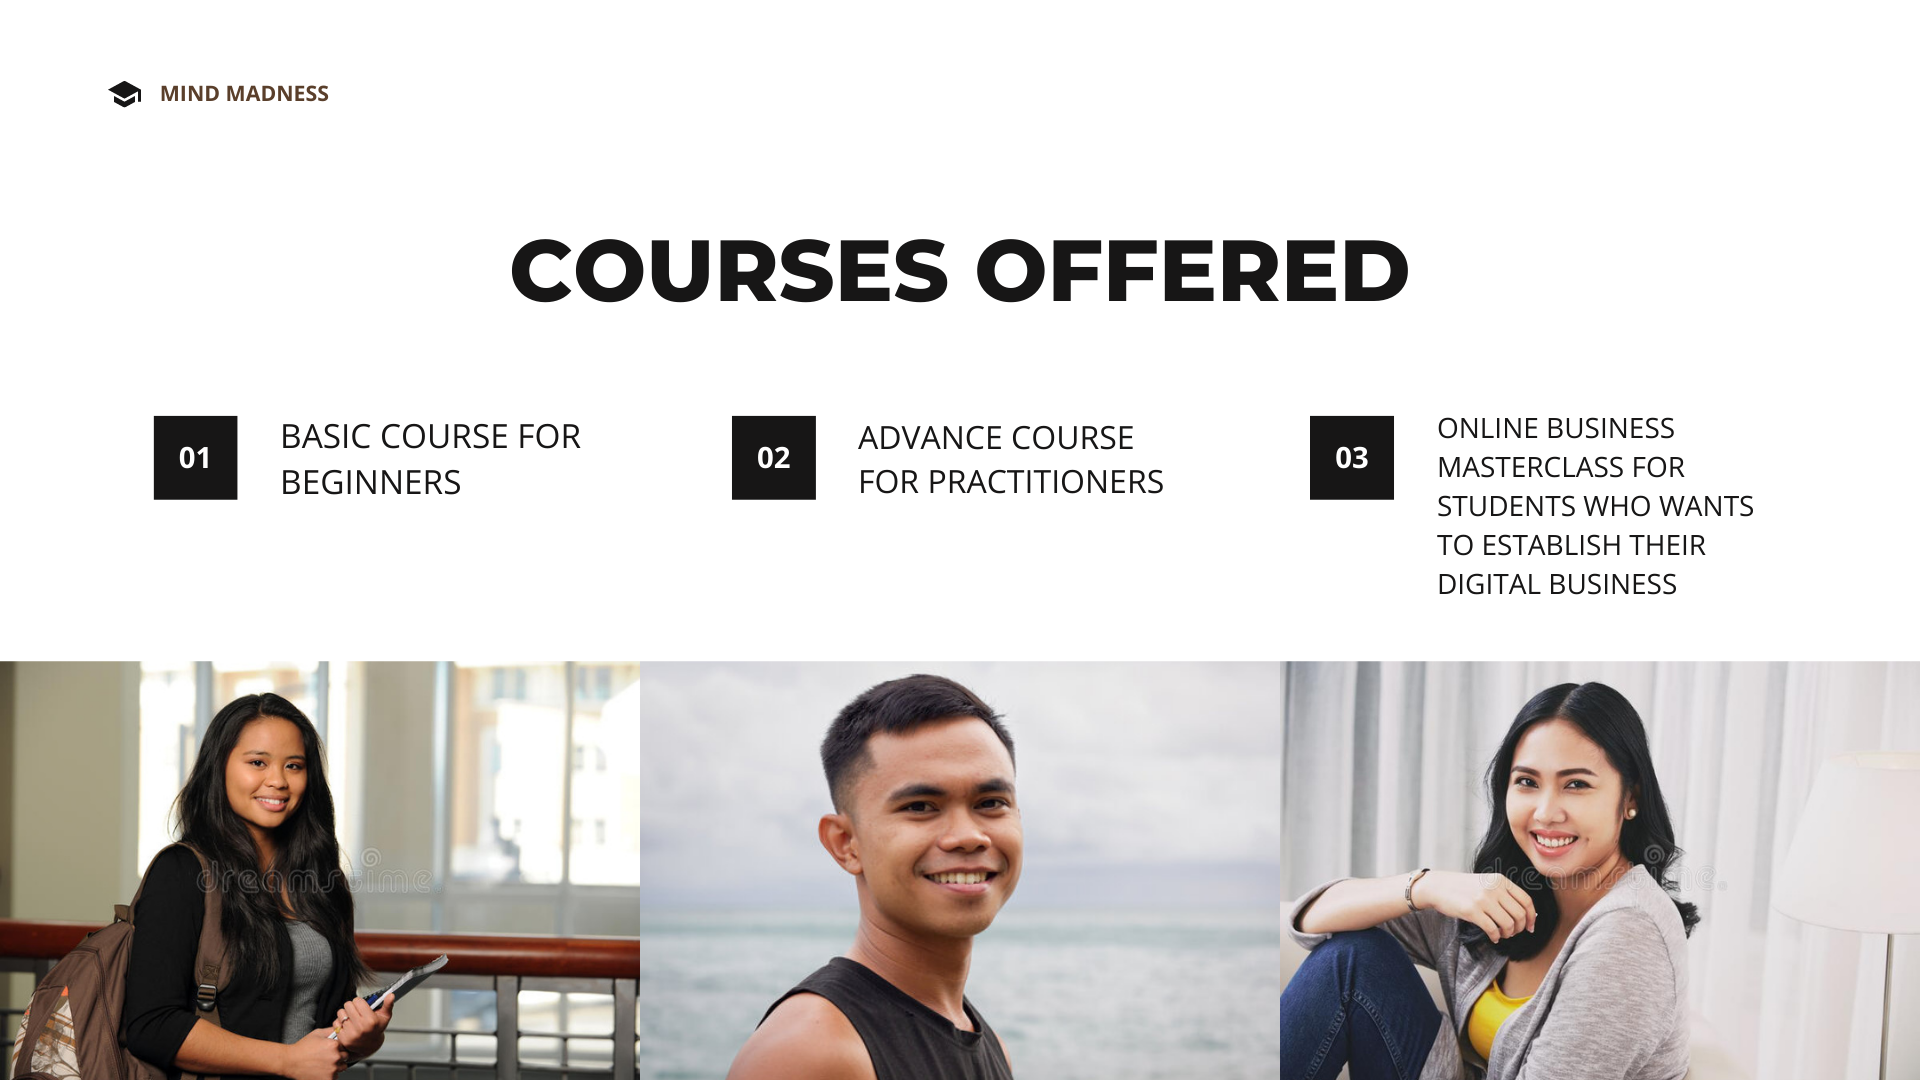 MIND MADNESS
COURSES OFFERED
01
BASIC COURSE FOR
BEGINNERS
02
ADVANCE COURSE
FOR PRACTITIONERS
03
ONLINE BUSINESS
MASTERCLASS FOR
STUDENTS WHO WANTS
TO ESTABLISH THEIR
DIGITAL BUSINESS
dreamstime
dreamstime.